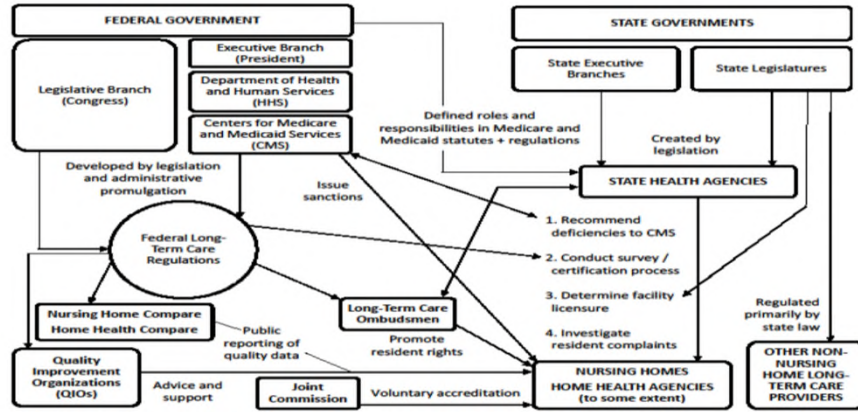 FEDERAL GOVERNMENT
STATE GOVERNMENTS
Executive Branch
(President)
Legislative Branch
(Congress)
Department of Health
and Human Services
(HHS)
Centers for Medicare
and Medicaid Services
(CMS)
State Executive
Branches
State Legislatures
Defined roles and
responsibilities in Medicare and
Medicaid statutes + regulations
Created by
legislation
Developed by legislation
and administrative
promulgation
Issue
sanctions
STATE HEALTH AGENCIES
Federal Long-
Term Care
Regulations
1. Recommend
deficiencies to CMS
2. Conduct survey /
certification process
3. Determine facility
licensure
4. Investigate
resident complaints
Regulated
primarily by
state law
Nursing Home Compare
Home Health Compare
Public
reporting of
quality data
Long-Term Care
Ombudsmen
Promote
resident rights
Quality
Improvement
Organizations
(QIOs)
Advice and
support
Joint
Commission
Voluntary accreditation
NURSING HOMES
HOME HEALTH AGENCIES
(to some extent)
OTHER NON-
NURSING
HOME LONG-
TERM CARE
PROVIDERS